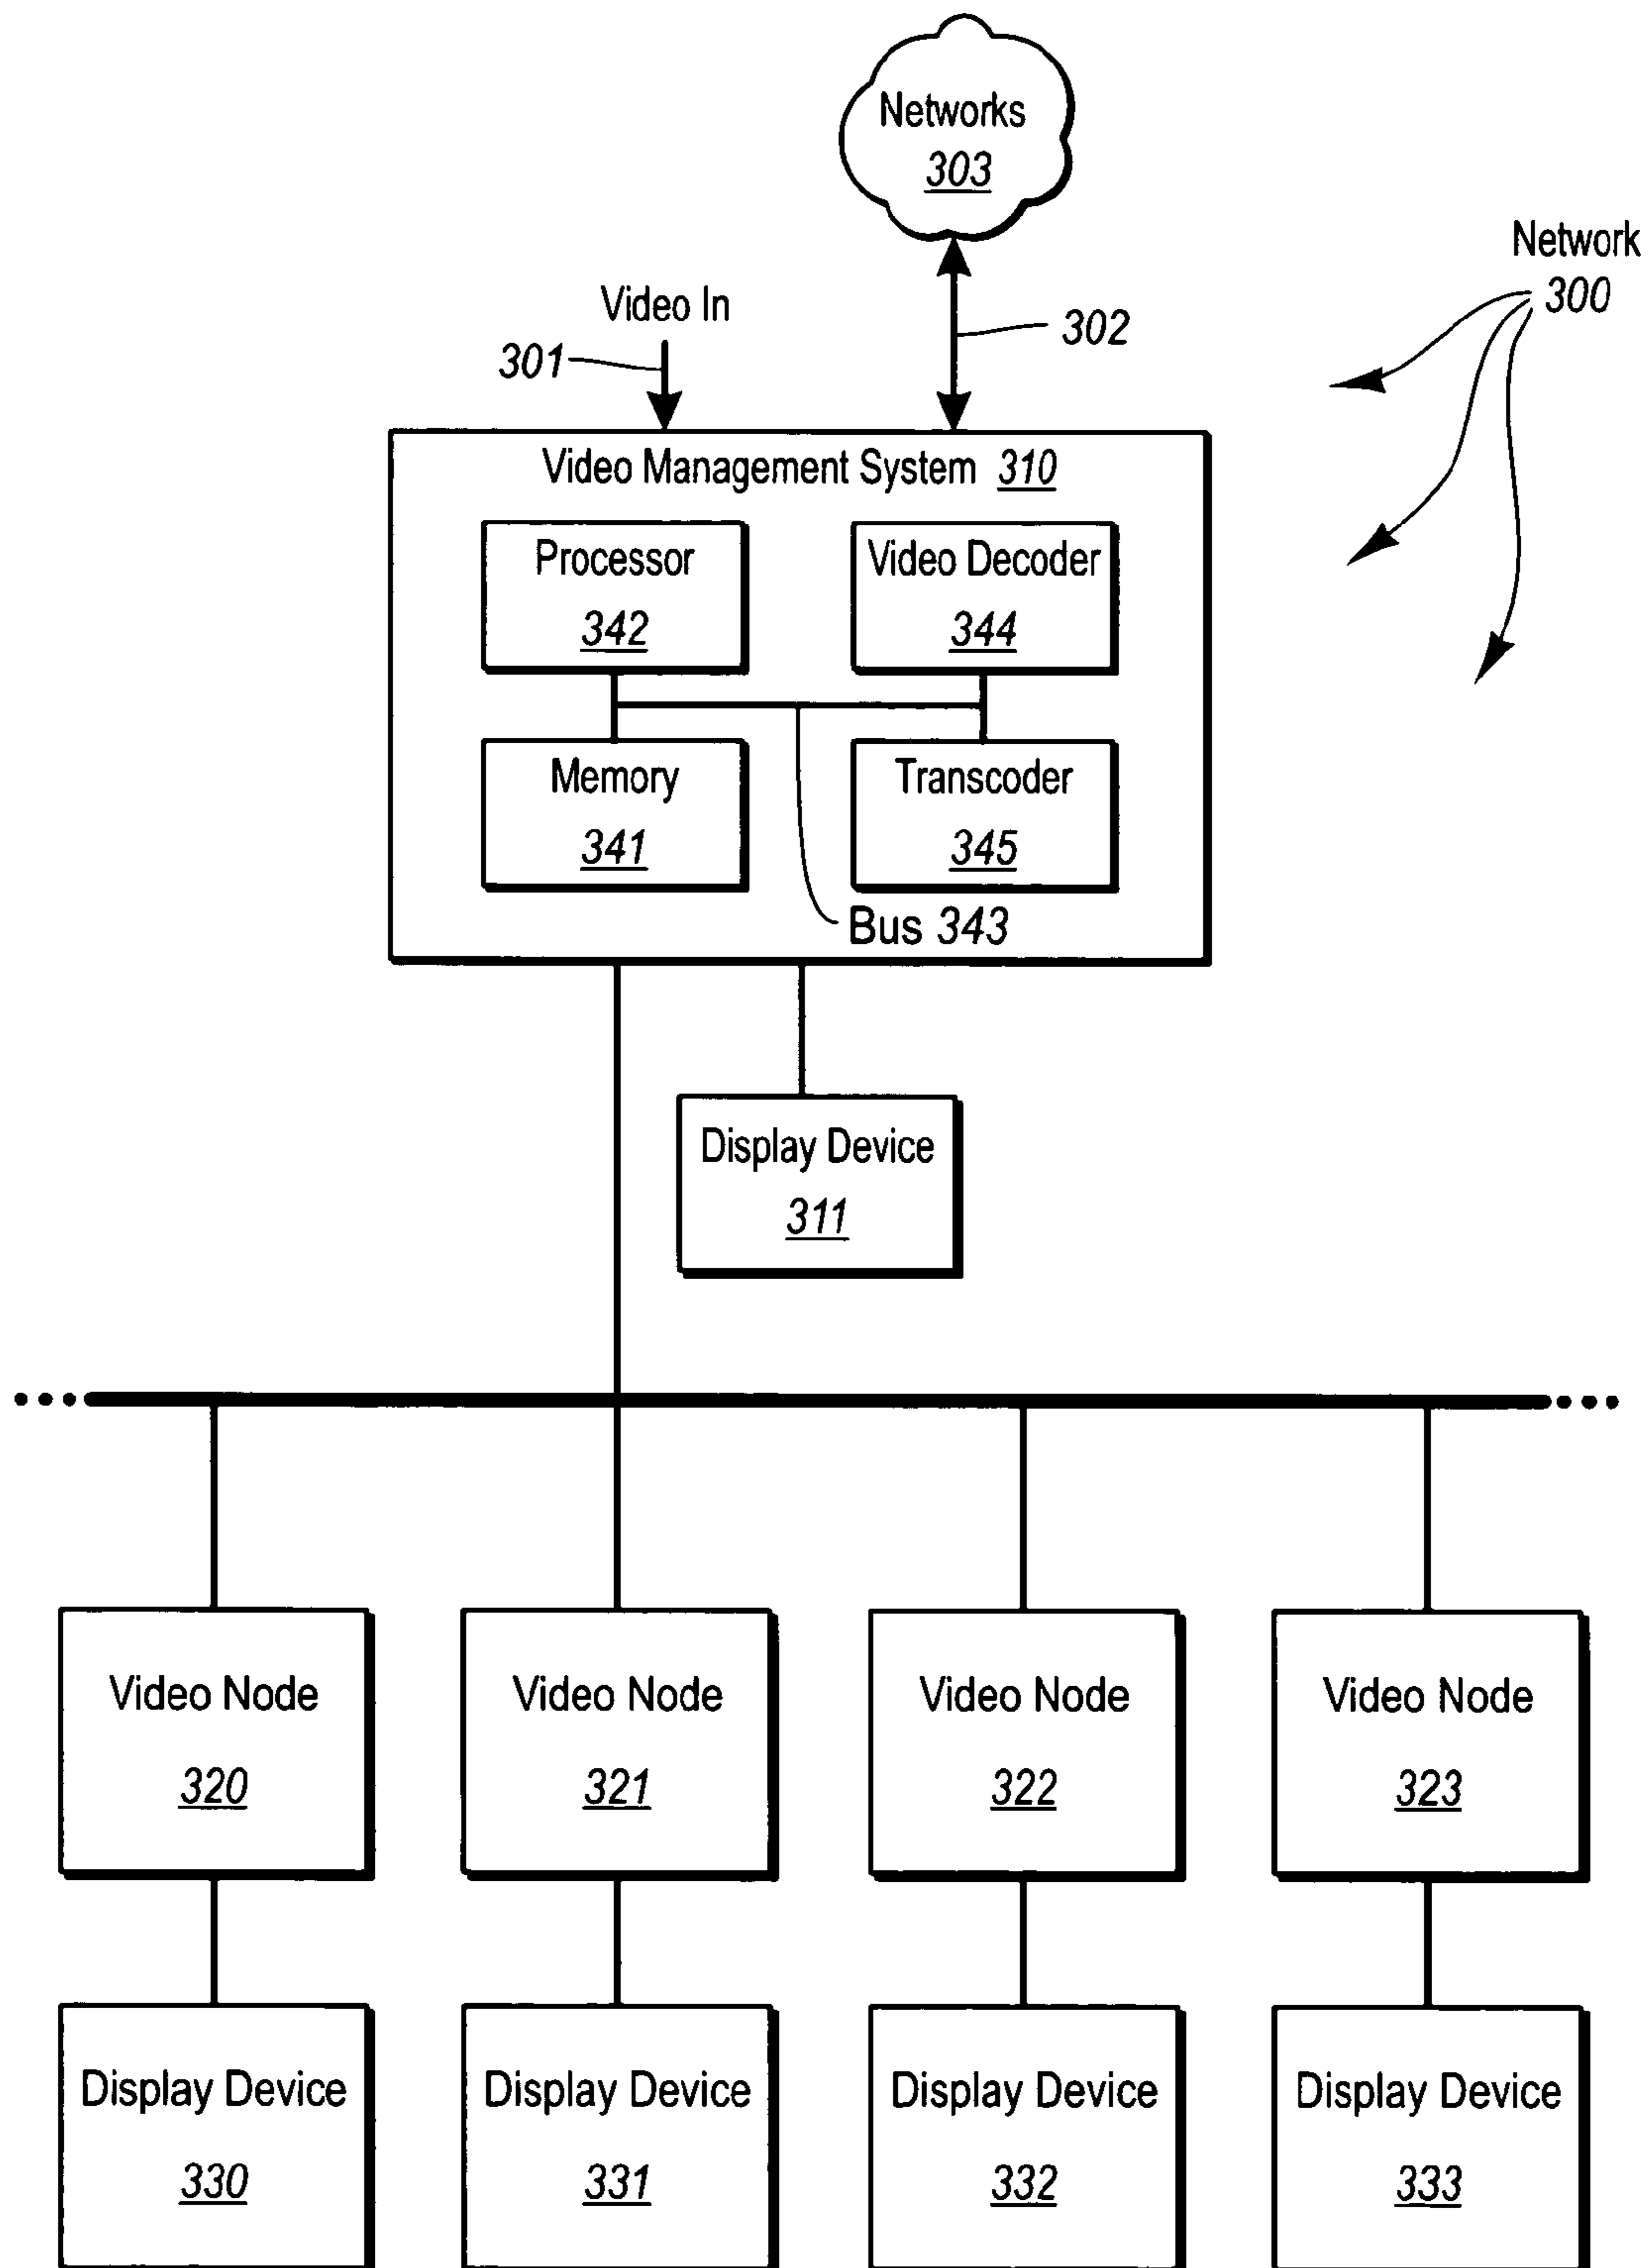 Networks
303
Network
300
Video In
301
302
Video Management System 310
Processor
342
Video Decoder
344
Memory
341
Transcoder
345
Bus 343
Display Device
311
Video Node
320
Video Node
321
Video Node
322
Video Node
323
Display Device
330
Display Device
331
Display Device
332
Display Device
333